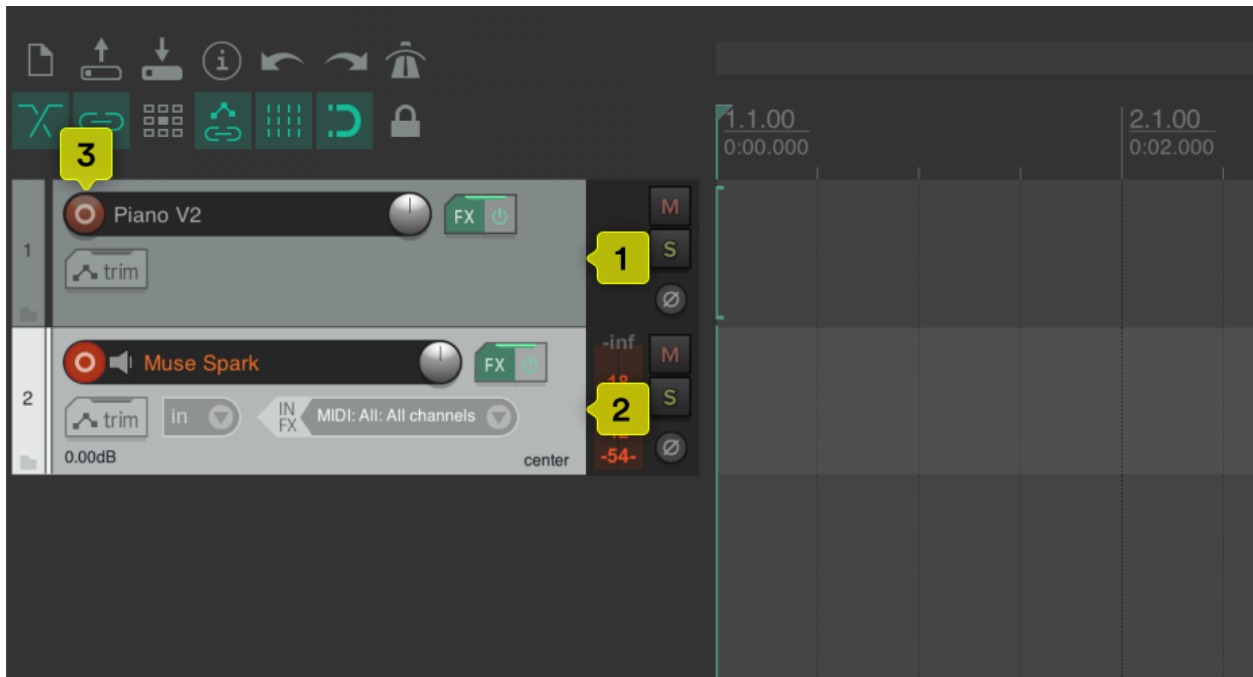 i
3
1.1.00
0:00.000
2.1.00
0:02.000
1
Piano V2
FX
M
trim
1
S
2
Muse Spark
FX
-inf
M
-18-
trim
in
IN
FX
MIDI: All: All channels
2
S
0.00dB
center
-54-